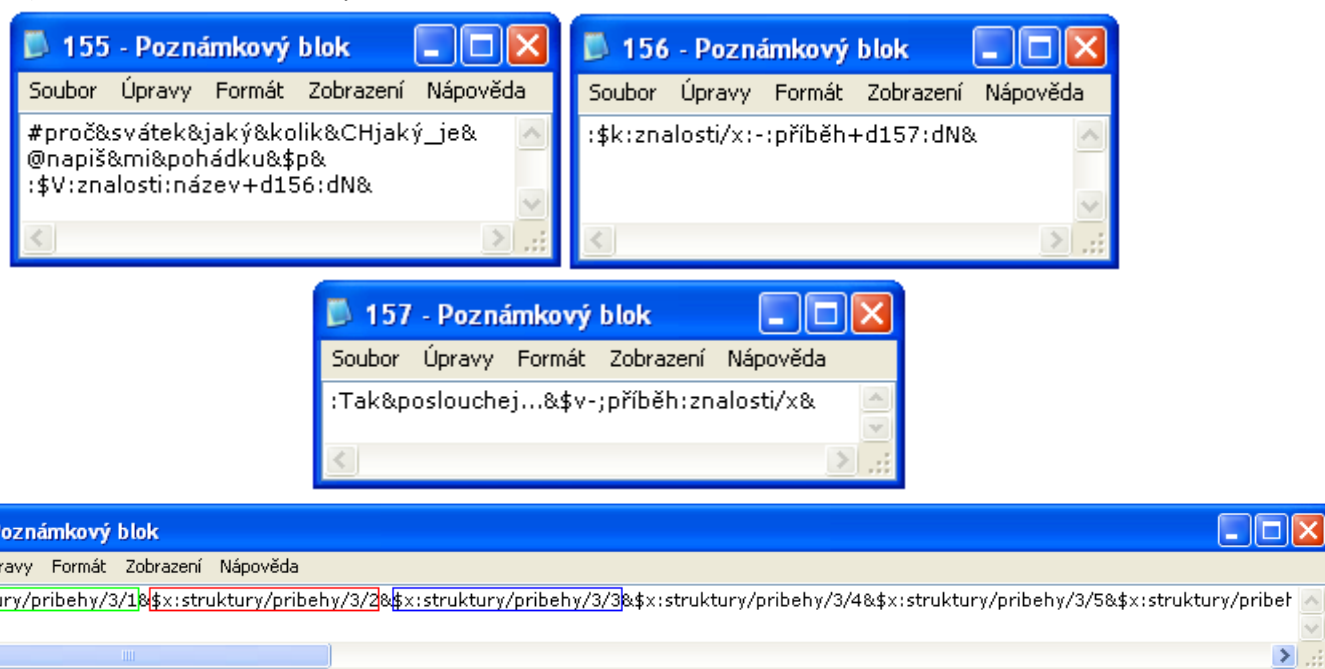 155 - Poznámkový blok
Soubor Úpravy Formát Zobrazení Nápověda
#proč&svátek&jaký&kolik&CHjaký_je&
@napiš&mi&pohádku&$p&
:$V:znalosti:název+d156:dN&
156 - Poznámkový blok
Soubor Úpravy Formát Zobrazení Nápověda
:$k:znalosti/x:-:příběh+d157:dN&
157 - Poznámkový blok
Soubor Úpravy Formát Zobrazení Nápověda
:Tak&poslouchej...&$v-;příběh:znalosti/x&
Poznámkový blok
ravy Formát Zobrazení Nápověda
ury/pribehy/3/1&$x:struktury/pribehy/3/2&$x:struktury/pribehy/3/3&$x:struktury/pribehy/3/4&$x:struktury/pribehy/3/5&$x:struktury/pribeh